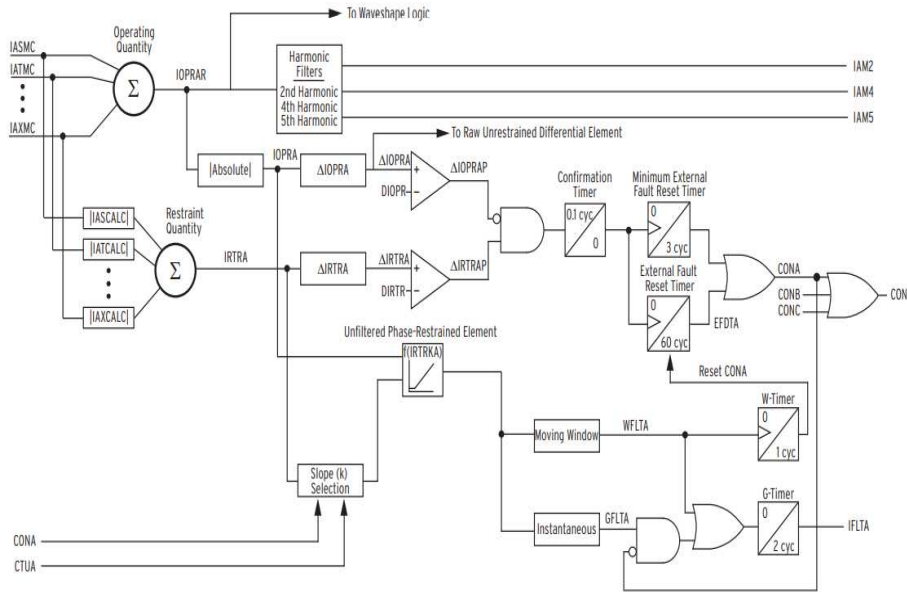 To Waveshape Logic
Operating
Quantity
IASMC
IATMC
IAXMC
Σ
IOPRAR
Harmonic
Filters
2nd Harmonic
4th Harmonic
5th Harmonic
IAM2
IAM4
IAM5
To Raw Unrestrained Differential Element
IOPRA
|Absolute|
ΔIOPRA
ΔIOPRA
+
DIOPR
−
ΔIOPRAP
Confirmation
Timer
0.1 cyc
0
Minimum External
Fault Reset Timer
0
3 cyc
|IASCALC|
|IATCALC|
|IAXCALC|
Restraint
Quantity
Σ
IRTRA
ΔIRTRA
ΔIRTRA
+
DIRTR
−
ΔIRTRAP
External Fault
Reset Timer
0
60 cyc
EFDTA
CONA
CONB
CONC
CON
Unfiltered Phase-Restrained Element
f(IRTRKA)
Reset CONA
W-Timer
0
1 cyc
Moving Window
WFLTA
Slope (k)
Selection
G-Timer
0
2 cyc
Instantaneous
GFLTA
IFLTA
CONA
CTUA